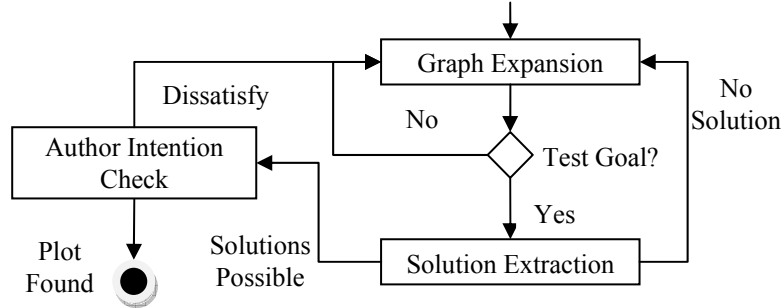 Graph Expansion
Dissatisfy
No
No
Solution
Author Intention
Check
Test Goal?
Yes
Plot
Found
Solutions
Possible
Solution Extraction